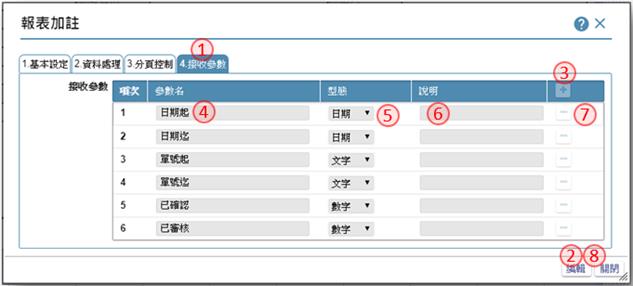 報表加註 ? ×
1
1.基本設定 2.資料處理 3.分頁控制 4.接收參數
3
接收參數 項次 參數名 型態 說明 +
1 日期起 4 日期 ▼ 5 6 − 7
2 日期迄 日期 ▼ −
3 單號起 文字 ▼ −
4 單號迄 文字 ▼ −
5 已確認 數字 ▼ −
6 已審核 數字 ▼ −
2 8
編輯 關閉